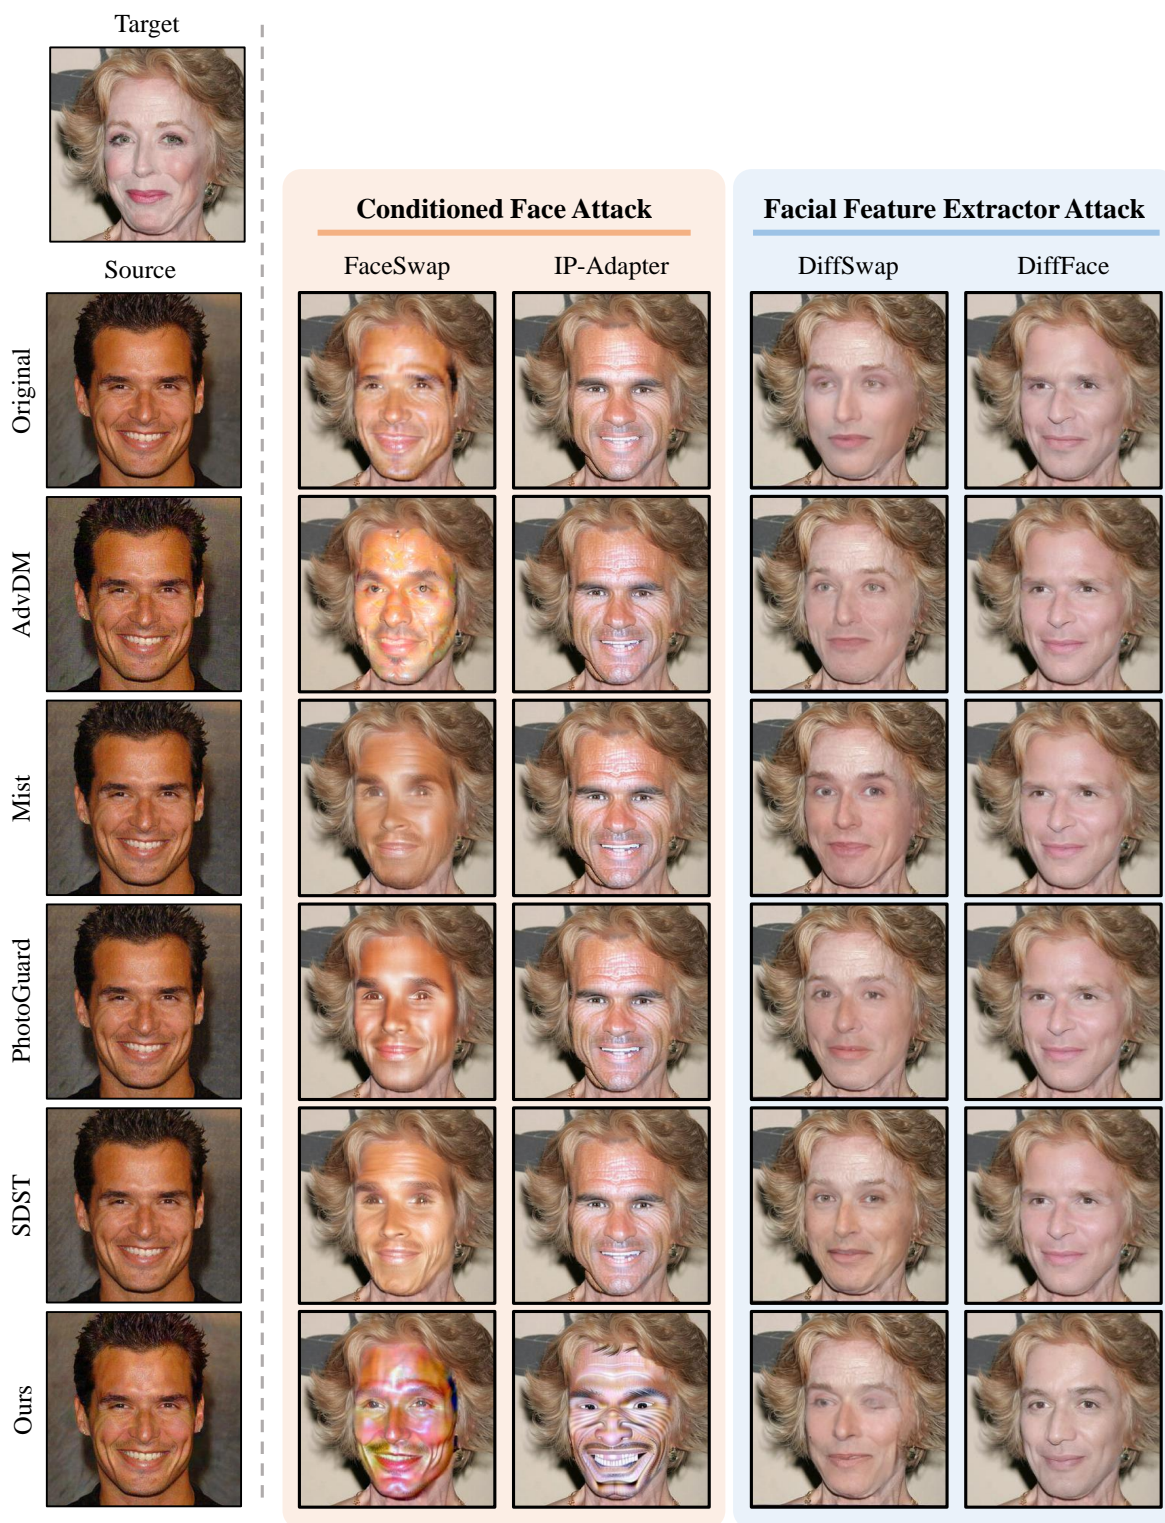 Target
Conditioned Face Attack
Facial Feature Extractor Attack
Source
FaceSwap
IP-Adapter
DiffSwap
DiffFace
Original
AdvDM
Mist
PhotoGuard
SDST
Ours